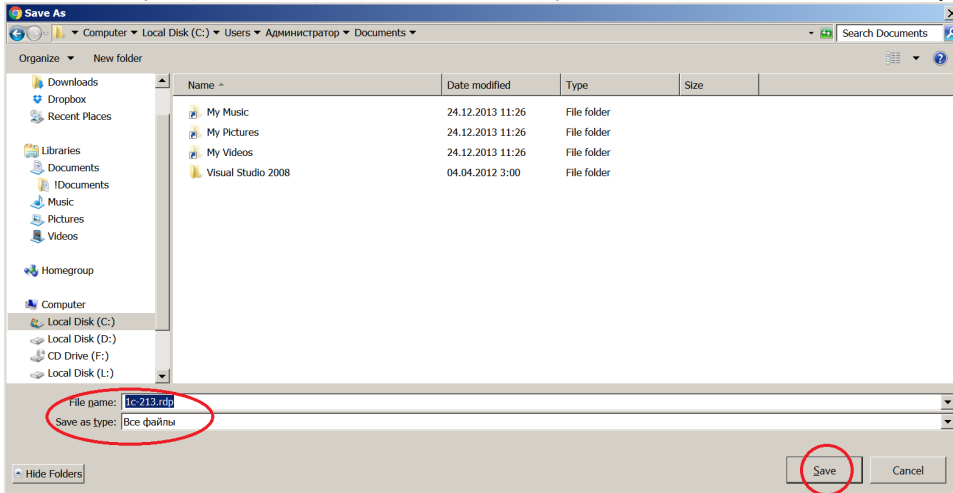 Save As
Computer Local Disk (C:) Users Администратор Documents
Search Documents
Organize New folder
Downloads
Dropbox
Recent Places
Libraries
Documents
!Documents
Music
Pictures
Videos
Homegroup
Computer
Local Disk (C:)
Local Disk (D:)
CD Drive (F:)
Local Disk (L:)
Name Date modified Type Size
My Music 24.12.2013 11:26 File folder
My Pictures 24.12.2013 11:26 File folder
My Videos 24.12.2013 11:26 File folder
Visual Studio 2008 04.04.2012 3:00 File folder
File name: 1c-213.rdp
Save as type: Все файлы
Hide Folders
Save
Cancel